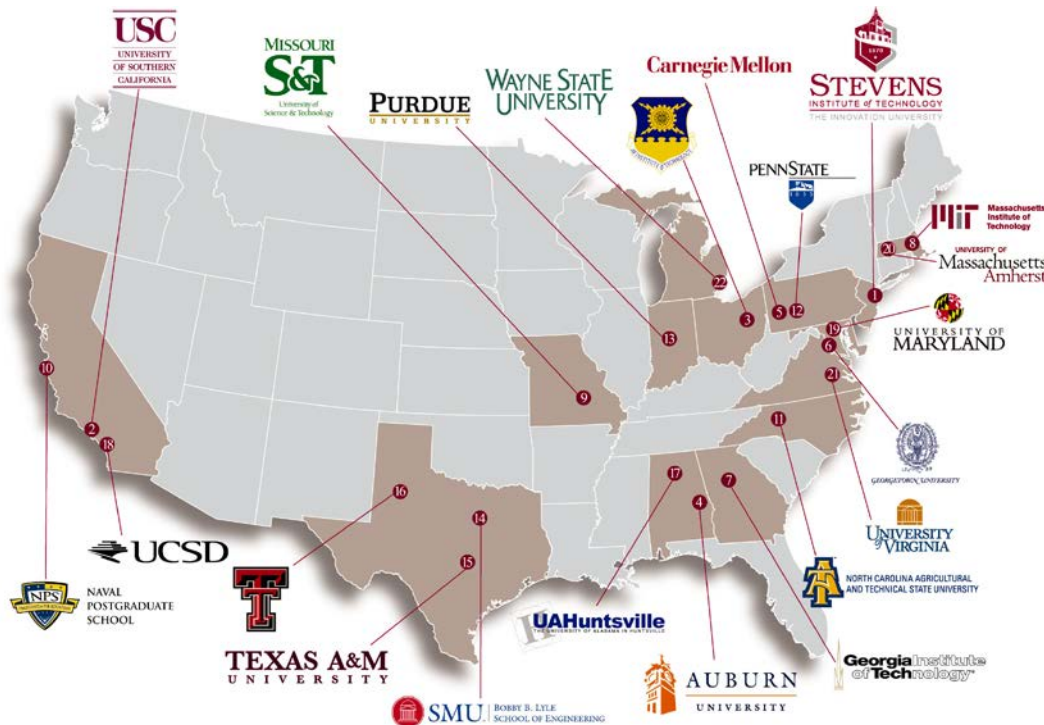 USC
UNIVERSITY
OF SOUTHERN
CALIFORNIA
MISSOURI
S&T
University of
Science & Technology
PURDUE
UNIVERSITY
WAYNE STATE
UNIVERSITY
Carnegie Mellon
1870
STEVENS
INSTITUTE of TECHNOLOGY
THE INNOVATION UNIVERSITY
PENNSTATE
1855
MIT
Massachusetts
Institute of
Technology
UNIVERSITY OF
Massachusetts
Amherst
UNIVERSITY OF
MARYLAND
GEORGETOWN UNIVERSITY
UNIVERSITY
of VIRGINIA
NORTH CAROLINA AGRICULTURAL
AND TECHNICAL STATE UNIVERSITY
AT
Georgia Institute
of Technology
AUBURN
UNIVERSITY
UAHuntsville
THE UNIVERSITY OF ALABAMA IN HUNTSVILLE
SMU
BOBBY B. LYLE
SCHOOL OF ENGINEERING
TEXAS A&M
UNIVERSITY
T
UCSD
NPS
NAVAL
POSTGRADUATE
SCHOOL
20
8
22
1
3
5
12
19
13
6
10
21
9
11
2
18
17
16
7
4
14
15